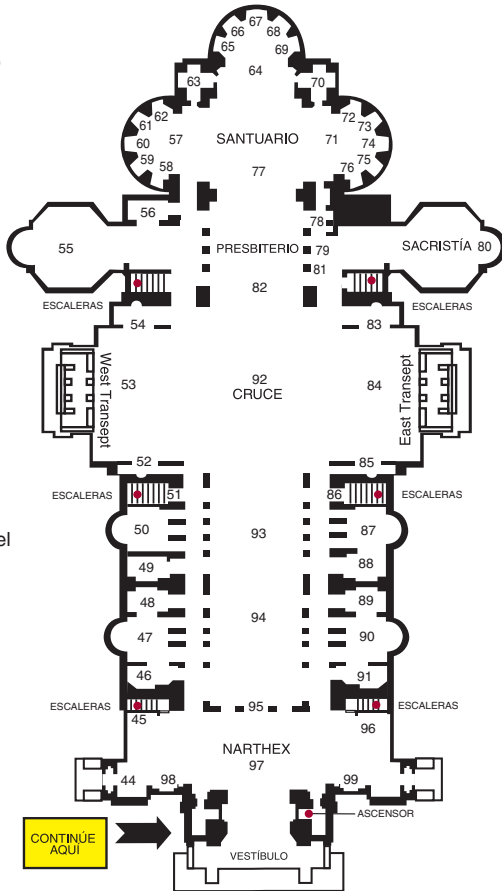 67
66 68
65 69
64
63 70
62 72
61 73
57 SANTUARIO 71
60 74
59 75
58 77 76
56 78
55 PRESBITERIO 79 SACRISTÍA 80
81
82
ESCALERAS ESCALERAS
54 83
West Transept 53 92 84 East Transept
CRUCE
52 85
ESCALERAS 51 86 ESCALERAS
50 93 87
el
49 88
48 89
94
47 90
46 91
ESCALERAS 95 ESCALERAS
45 96
NARTHEX
97
44 98 99
ASCENSOR
CONTINÚE
AQUÍ
VESTÍBULO